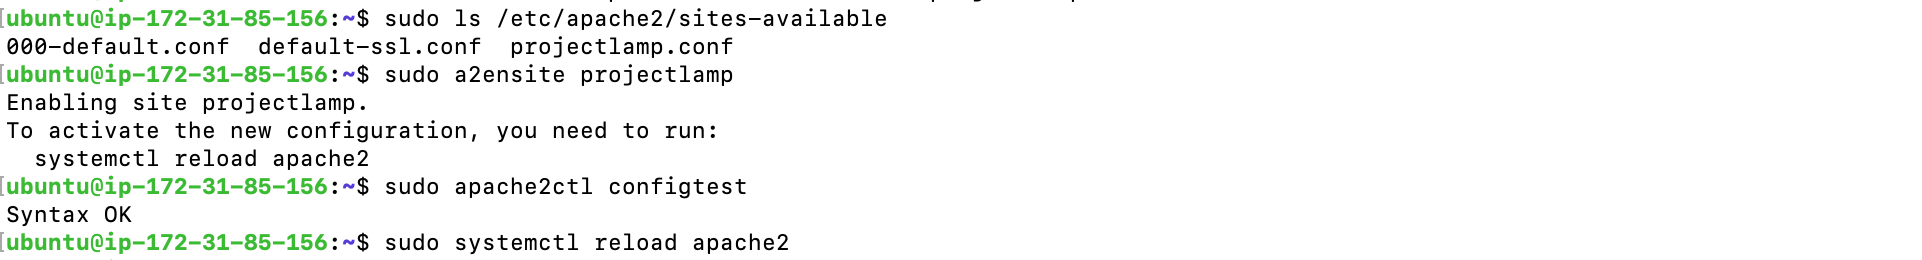 ubuntu@ip-172-31-85-156:~$ sudo ls /etc/apache2/sites-available
000-default.conf  default-ssl.conf  projectlamp.conf
ubuntu@ip-172-31-85-156:~$ sudo a2ensite projectlamp
Enabling site projectlamp.
To activate the new configuration, you need to run:
  systemctl reload apache2
ubuntu@ip-172-31-85-156:~$ sudo apache2ctl configtest
Syntax OK
ubuntu@ip-172-31-85-156:~$ sudo systemctl reload apache2